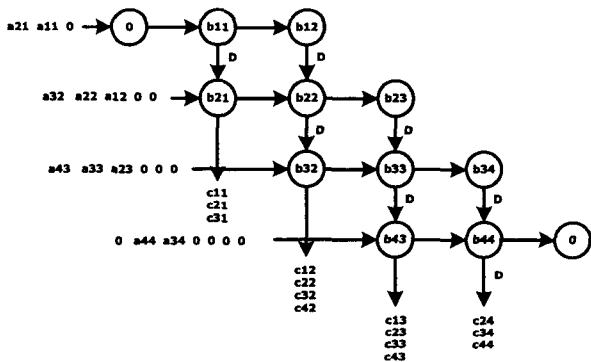 a21 a11 0 0 b11 b12
D D
a32 a22 a12 0 0 b21 b22 b23
D D
a43 a33 a23 0 0 0 b32 b33 b34
c11
c21
c31
D D
0 a44 a34 0 0 0 0 b43 b44 0
c12
c22
c32
c42
D
c13
c23
c33
c43
c24
c34
c44